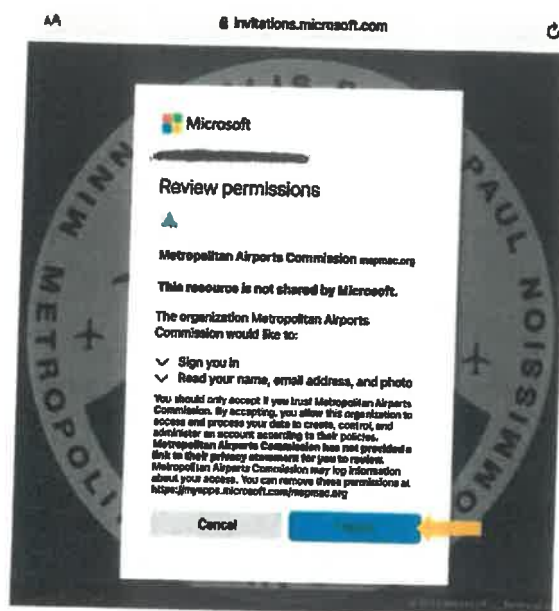 AA invitations.microsoft.com
Microsoft
Review permissions
Metropolitan Airports Commission mspmac.org
This resource is not shared by Microsoft.
The organization Metropolitan Airports
Commission would like to:
Sign you in
Read your name, email address, and photo
You should only accept if you trust Metropolitan Airports
Commission. By accepting, you allow this organization to
access and process your data to create, control, and
administer an account according to their policies.
Metropolitan Airports Commission has not provided a
link to their privacy statement for you to review.
Metropolitan Airports Commission may log information
about your access. You can remove these permissions at
https://myapps.microsoft.com/mspmac.org
Cancel
METROPOLI
MINN
LIS
PAUL
COMMISSION